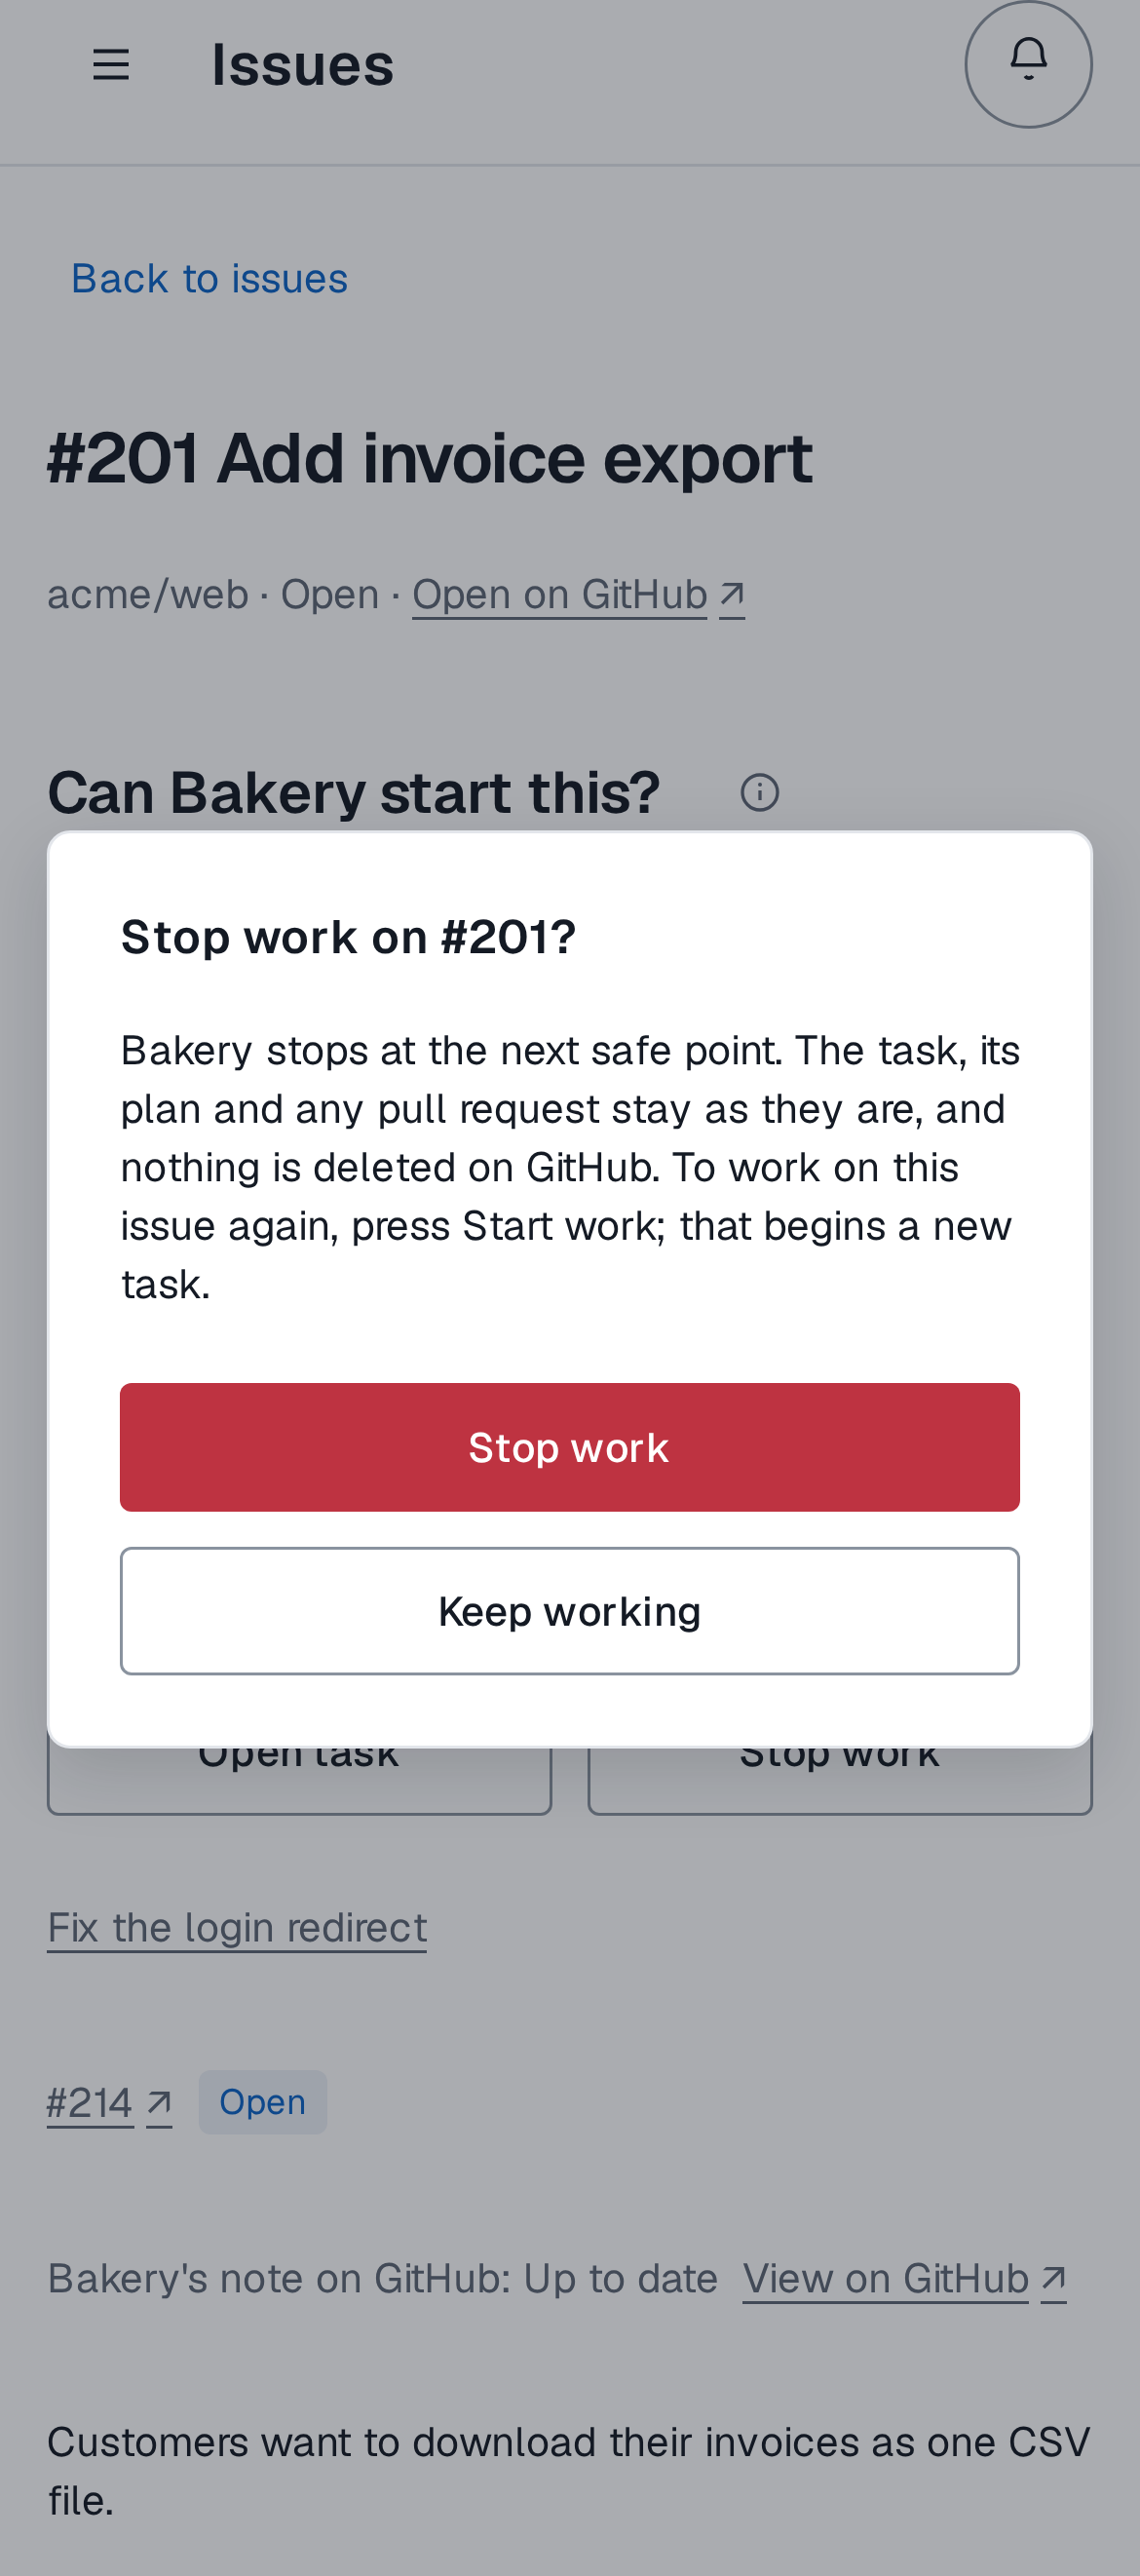 Issues
Back to issues
#201 Add invoice export
acme/web · Open · Open on GitHub ↗
Can Bakery start this?
Stop work on #201?
Bakery stops at the next safe point. The task, its
plan and any pull request stay as they are, and
nothing is deleted on GitHub. To work on this
issue again, press Start work; that begins a new
task.
Stop work
Keep working
Open task Stop work
Fix the login redirect
#214 ↗ Open
Bakery's note on GitHub: Up to date View on GitHub ↗
Customers want to download their invoices as one CSV
file.